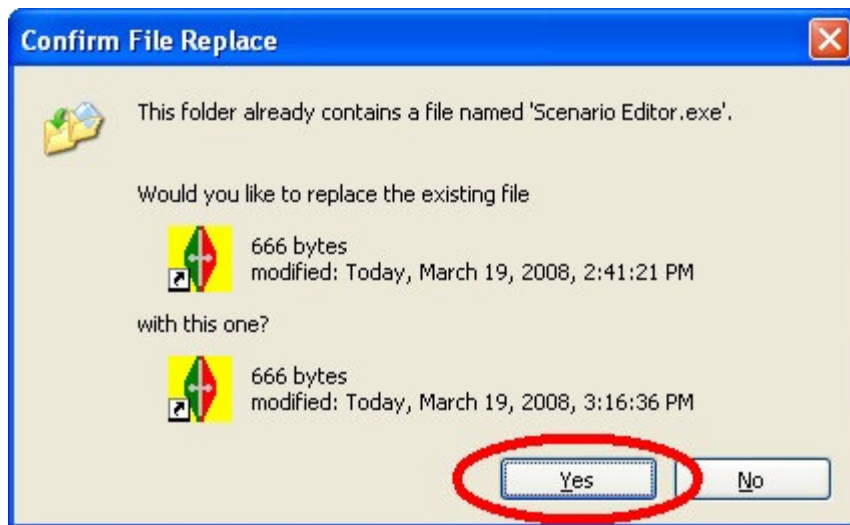 Confirm File Replace
This folder already contains a file named 'Scenario Editor.exe'.
Would you like to replace the existing file
666 bytes
modified: Today, March 19, 2008, 2:41:21 PM
with this one?
666 bytes
modified: Today, March 19, 2008, 3:16:36 PM
Yes
No